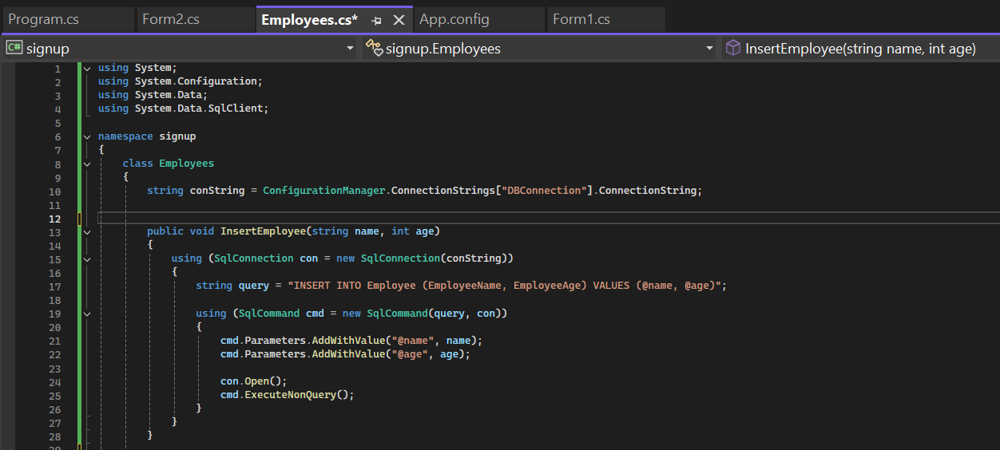 Program.cs Form2.cs Employees.cs* App.config Form1.cs
C# signup signup.Employees InsertEmployee(string name, int age)
1 using System;
2 using System.Configuration;
3 using System.Data;
4 using System.Data.SqlClient;
5
6 namespace signup
7 {
8 class Employees
9 {
10 string conString = ConfigurationManager.ConnectionStrings["DBConnection"].ConnectionString;
11
12
13 public void InsertEmployee(string name, int age)
14 {
15 using (SqlConnection con = new SqlConnection(conString))
16 {
17 string query = "INSERT INTO Employee (EmployeeName, EmployeeAge) VALUES (@name, @age)";
18
19 using (SqlCommand cmd = new SqlCommand(query, con))
20 {
21 cmd.Parameters.AddWithValue("@name", name);
22 cmd.Parameters.AddWithValue("@age", age);
23
24 con.Open();
25 cmd.ExecuteNonQuery();
26 }
27 }
28 }